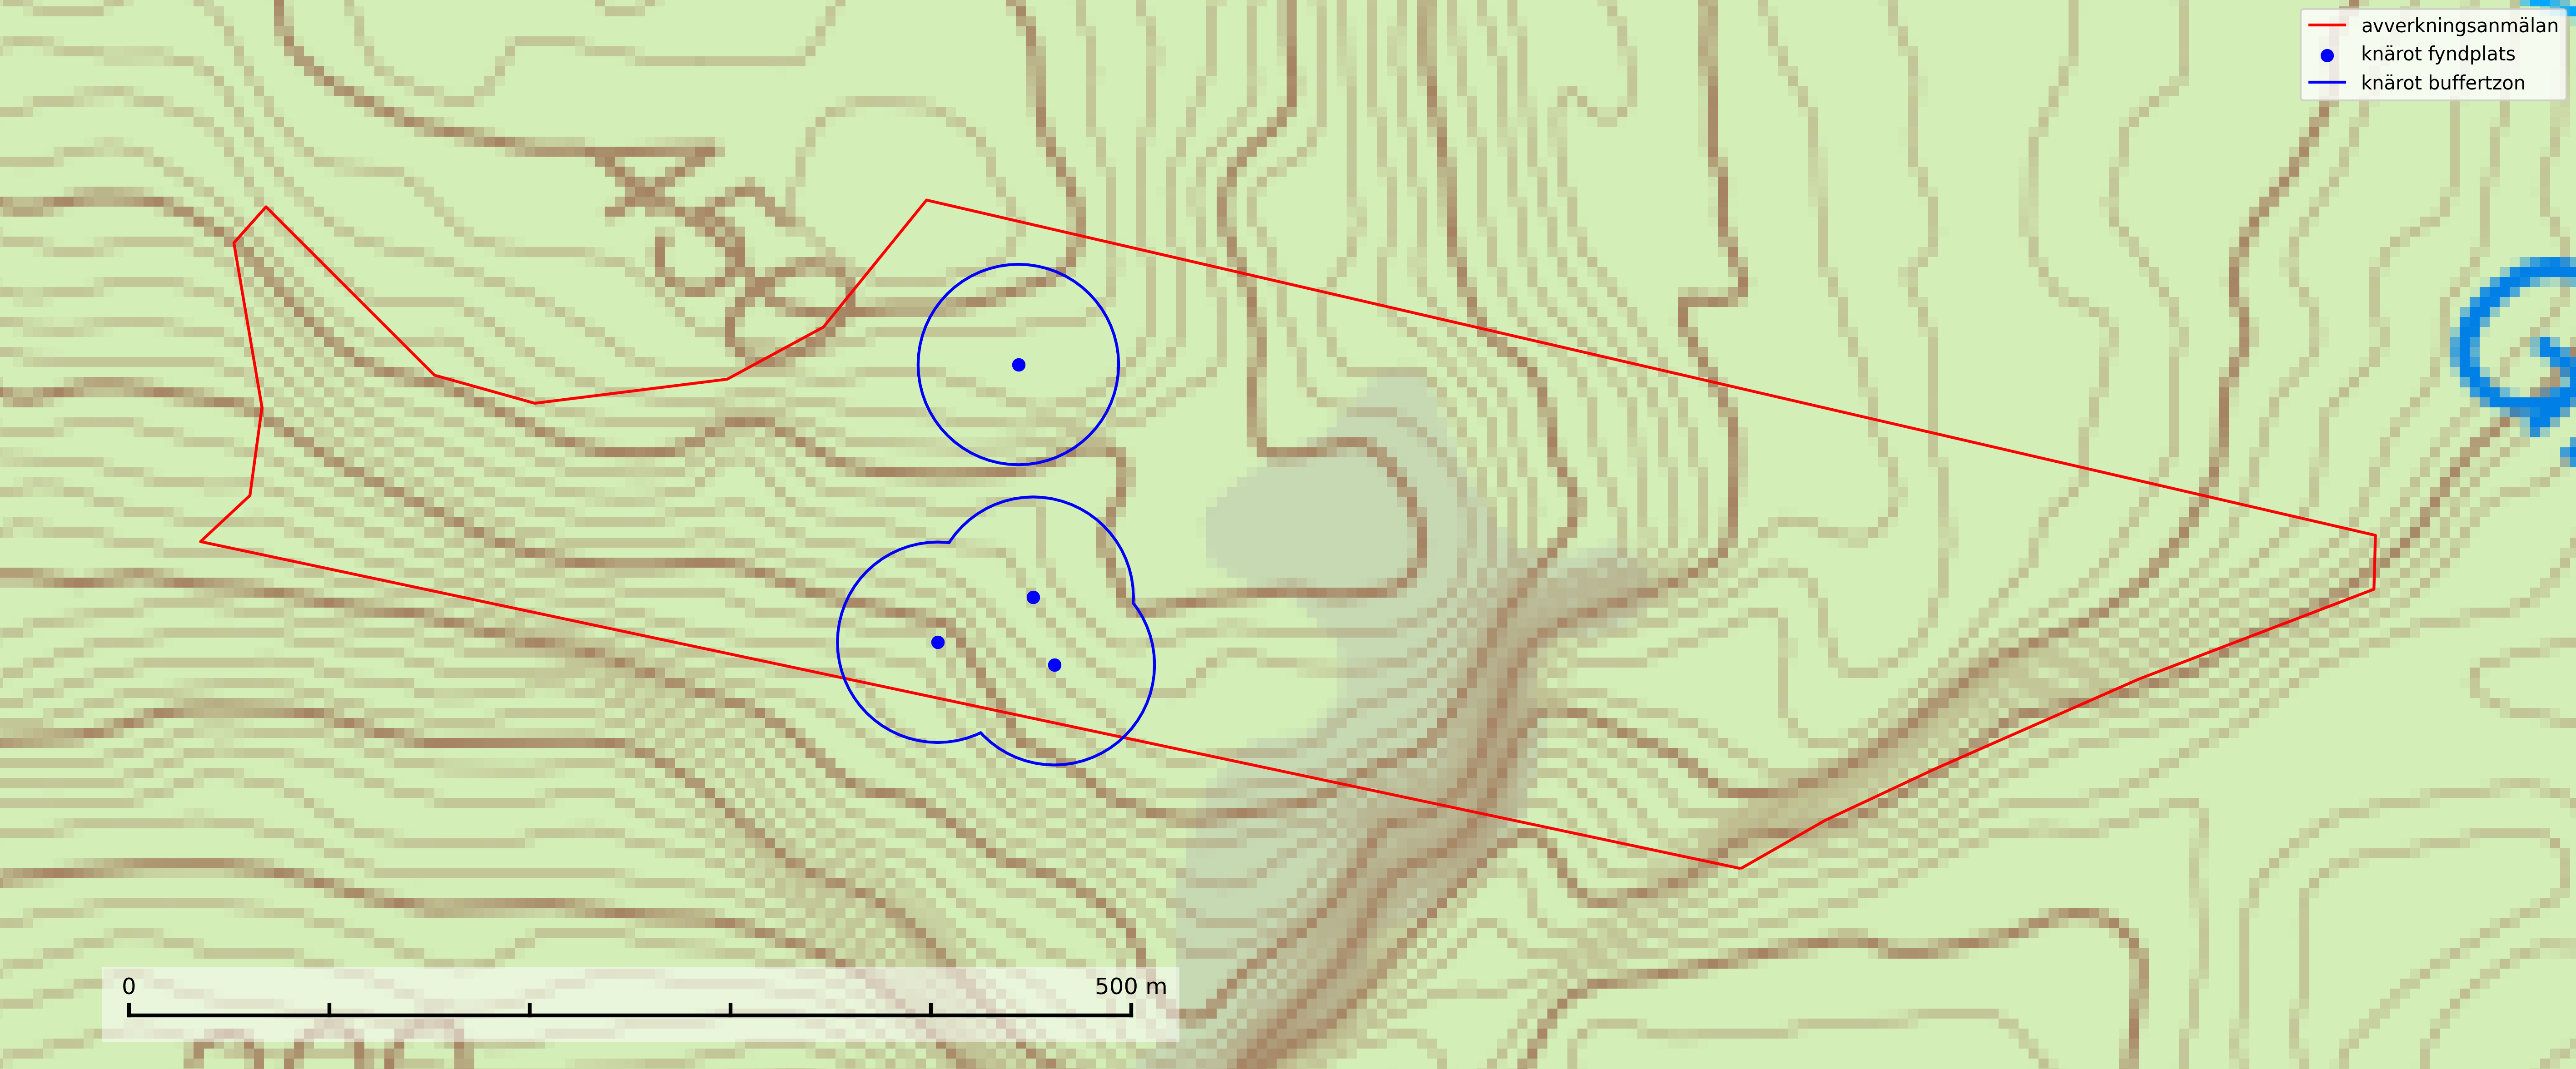 avverkningsanmälan
knärot fyndplats
knärot buffertzon
0
500 m